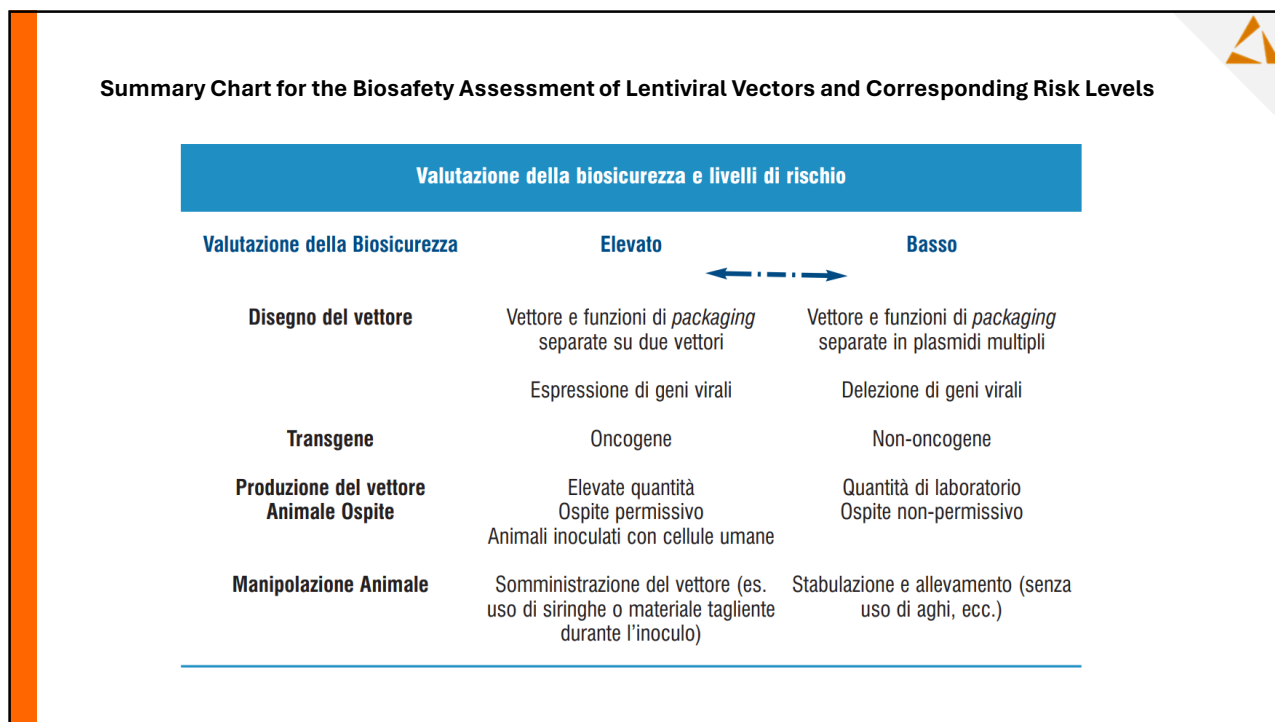 Summary Chart for the Biosafety Assessment of Lentiviral Vectors and Corresponding Risk Levels
Valutazione della biosicurezza e livelli di rischio
Valutazione della Biosicurezza Elevato Basso
Disegno del vettore Vettore e funzioni di packaging Vettore e funzioni di packaging
separate su due vettori separate in plasmidi multipli
Espressione di geni virali Delezione di geni virali
Transgene Oncogene Non-oncogene
Produzione del vettore Elevate quantità Quantità di laboratorio
Animale Ospite Ospite permissivo Ospite non-permissivo
Animali inoculati con cellule umane
Manipolazione Animale Somministrazione del vettore (es. Stabulazione e allevamento (senza
uso di siringhe o materiale tagliente uso di aghi, ecc.)
durante l'inoculo)